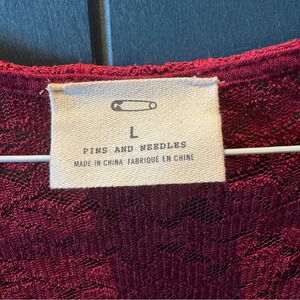 L
PINS AND NEEDLES
MADE IN CHINA FABRIQUÉ EN CHINE